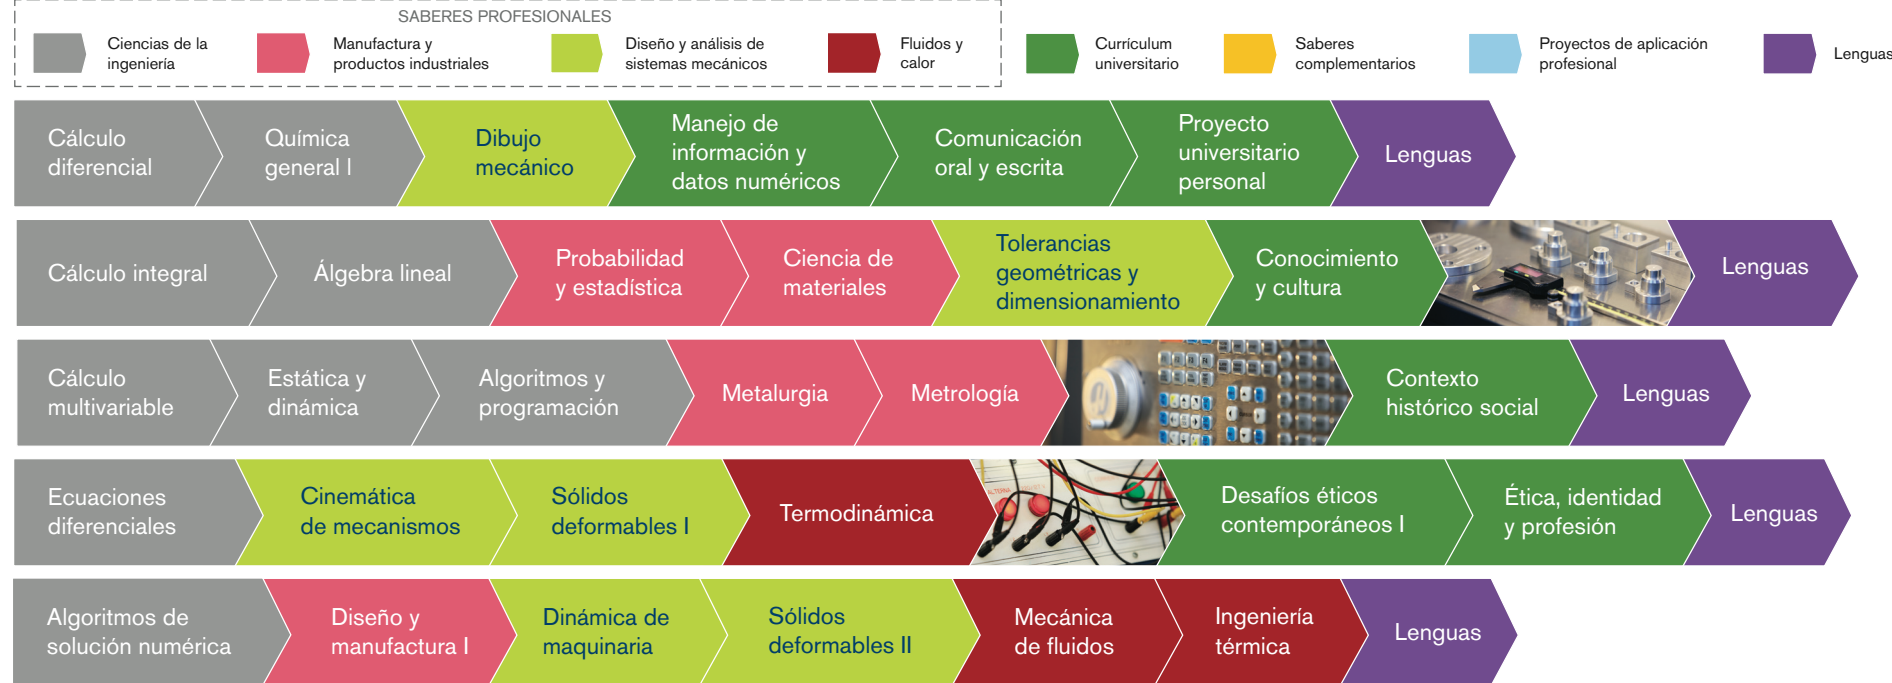 SABERES PROFESIONALES
Ciencias de la
ingeniería
Manufactura y
productos industriales
Diseño y análisis de
sistemas mecánicos
Fluidos y
calor
Currículum
universitario
Saberes
complementarios
Proyectos de aplicación
profesional
Lenguas
Cálculo
diferencial
Química
general I
Dibujo
mecánico
Manejo de
información y
datos numéricos
Comunicación
oral y escrita
Proyecto
universitario
personal
Lenguas
Cálculo integral
Álgebra lineal
Probabilidad
y estadística
Ciencia de
materiales
Tolerancias
geométricas y
dimensionamiento
Conocimiento
y cultura
Lenguas
Cálculo
multivariable
Estática y
dinámica
Algoritmos y
programación
Metalurgia
Metrología
Contexto
histórico social
Lenguas
Ecuaciones
diferenciales
Cinemática
de mecanismos
Sólidos
deformables I
Termodinámica
Desafíos éticos
contemporáneos I
Ética, identidad
y profesión
Lenguas
Algoritmos de
solución numérica
Diseño y
manufactura I
Dinámica de
maquinaria
Sólidos
deformables II
Mecánica
de fluidos
Ingeniería
térmica
Lenguas